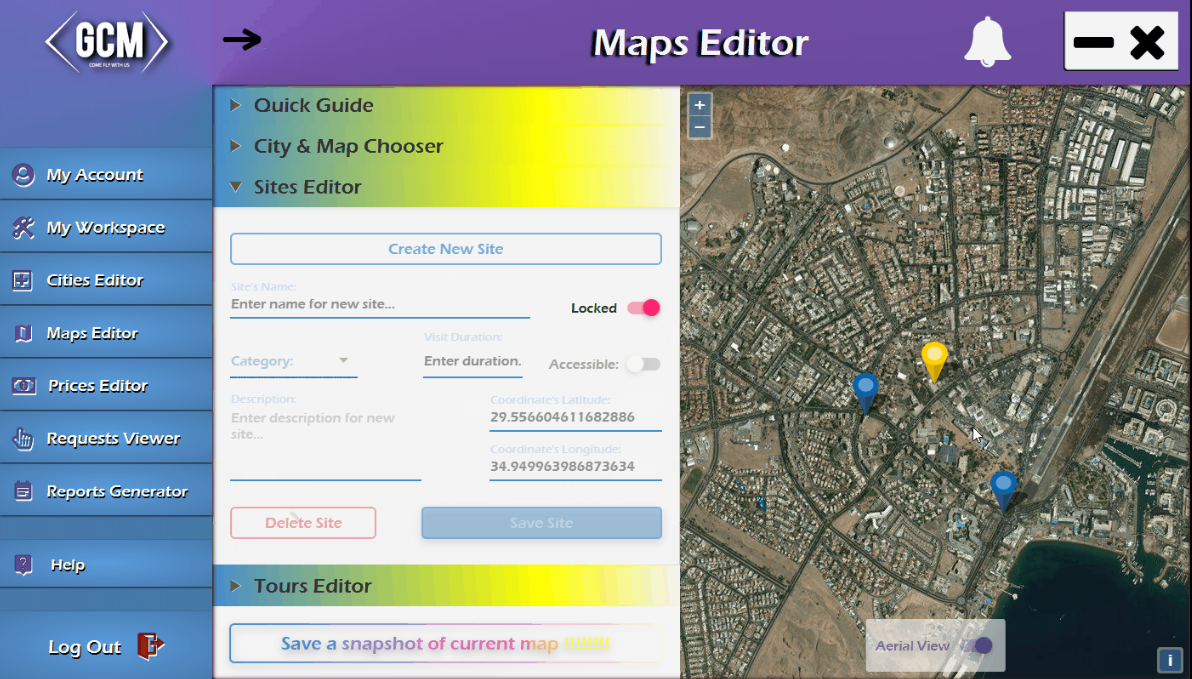 GCM
COME FLY WITH US
Maps Editor
My Account
My Workspace
Cities Editor
Maps Editor
Prices Editor
Requests Viewer
Reports Generator
Help
Log Out
Quick Guide
City & Map Chooser
Sites Editor
Create New Site
Site's Name:
Enter name for new site...
Locked
Category:
Visit Duration:
Enter duration.
Accessible:
Description:
Enter description for new
site...
Coordinate's Latitude:
29.556604611682886
Coordinate's Longitude:
34.949963986873634
Delete Site
Save Site
Tours Editor
Save a snapshot of current map !!!!!!!!!
+
−
Aerial View
i